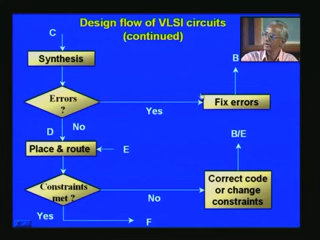 Design flow of VLSI circuits
(continued)
C
B
Synthesis
Errors
?
Yes
Fix errors
No
D
B/E
Place & route
E
Constraints
met ?
No
Correct code
or change
constraints
Yes
F